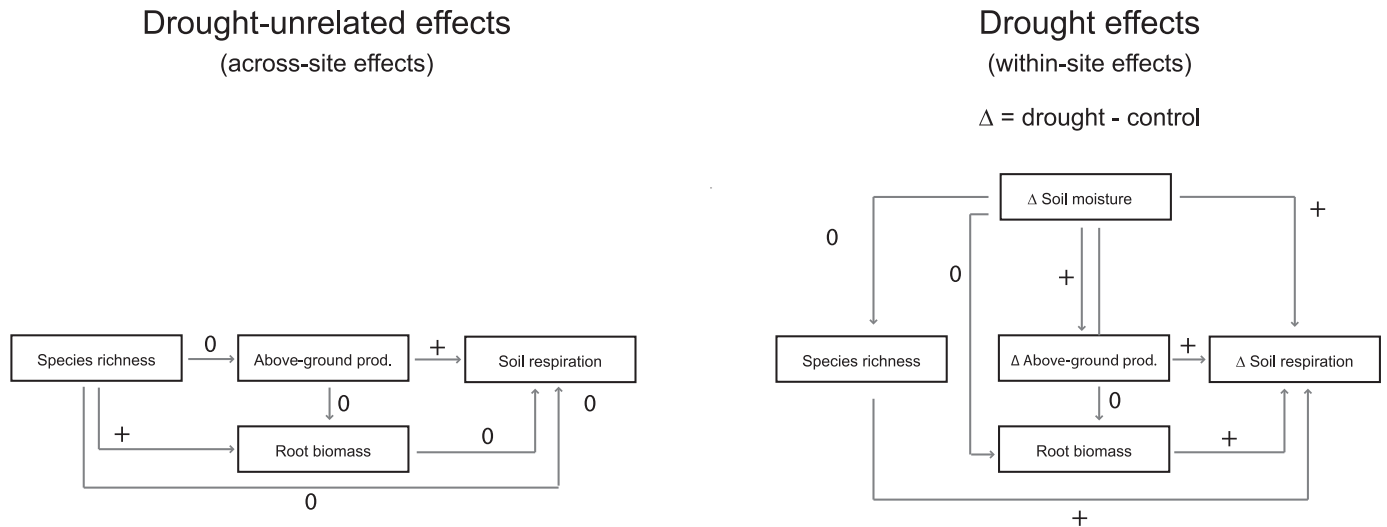 Drought-unrelated effects
(across-site effects)
Species richness
0
Above-ground prod.
+
Soil respiration
0
0
+
Root biomass
0
0
Drought effects
(within-site effects)
Δ = drought - control
Δ Soil moisture
0
0
+
+
Species richness
Δ Above-ground prod.
+
Δ Soil respiration
0
Root biomass
+
+